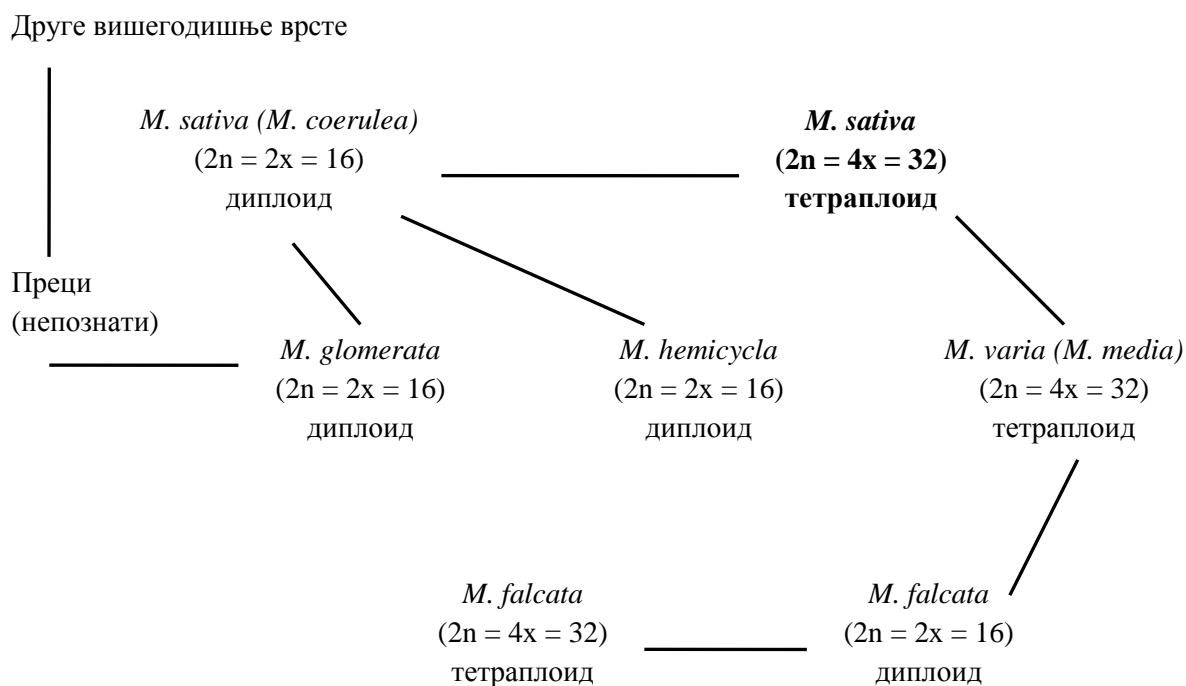 Друге вишегодишње врсте
M. sativa (M. coerulea)
(2n = 2x = 16)
диплоид
M. sativa
(2n = 4x = 32)
тетраплоид
Преци
(непознати)
M. glomerata
(2n = 2x = 16)
диплоид
M. hemicycla
(2n = 2x = 16)
диплоид
M. varia (M. media)
(2n = 4x = 32)
тетраплоид
M. falcata
(2n = 4x = 32)
тетраплоид
M. falcata
(2n = 2x = 16)
диплоид